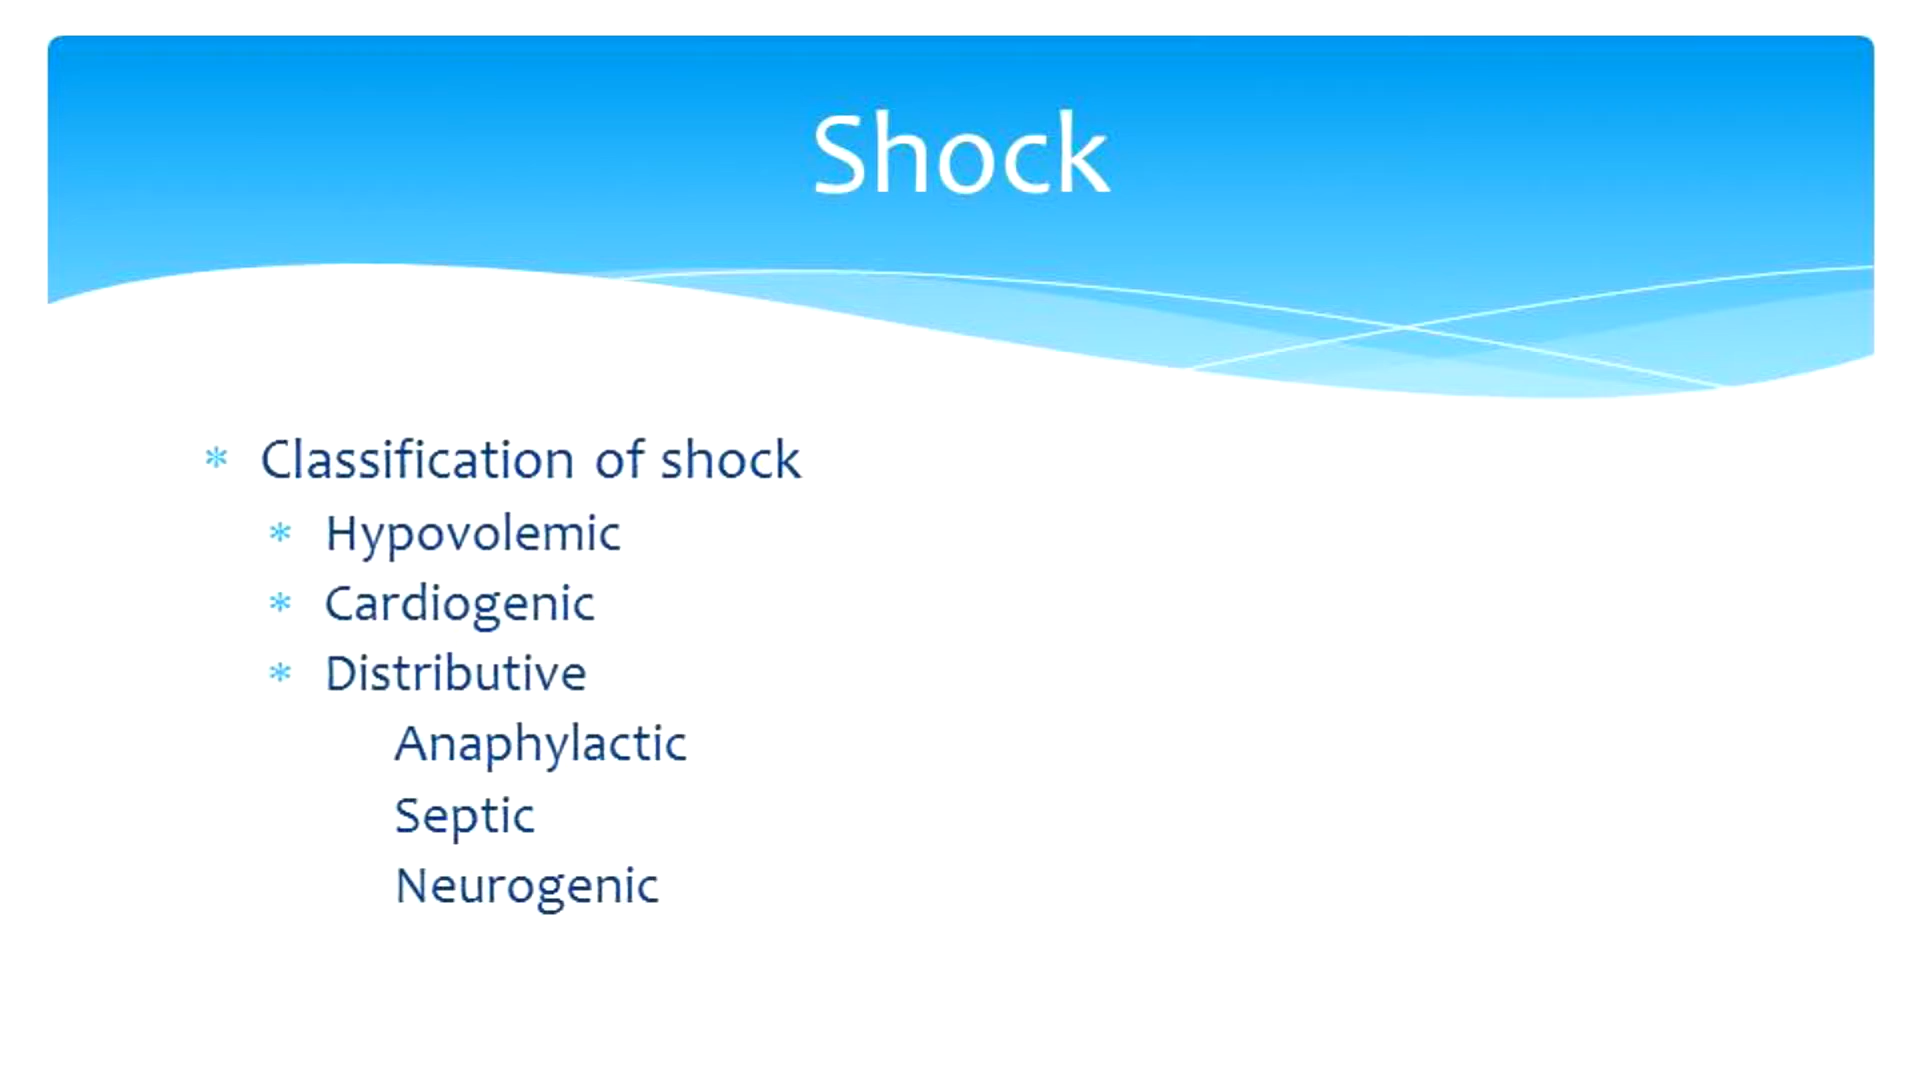 Shock
* Classification of shock
* Hypovolemic
* Cardiogenic
* Distributive
Anaphylactic
Septic
Neurogenic